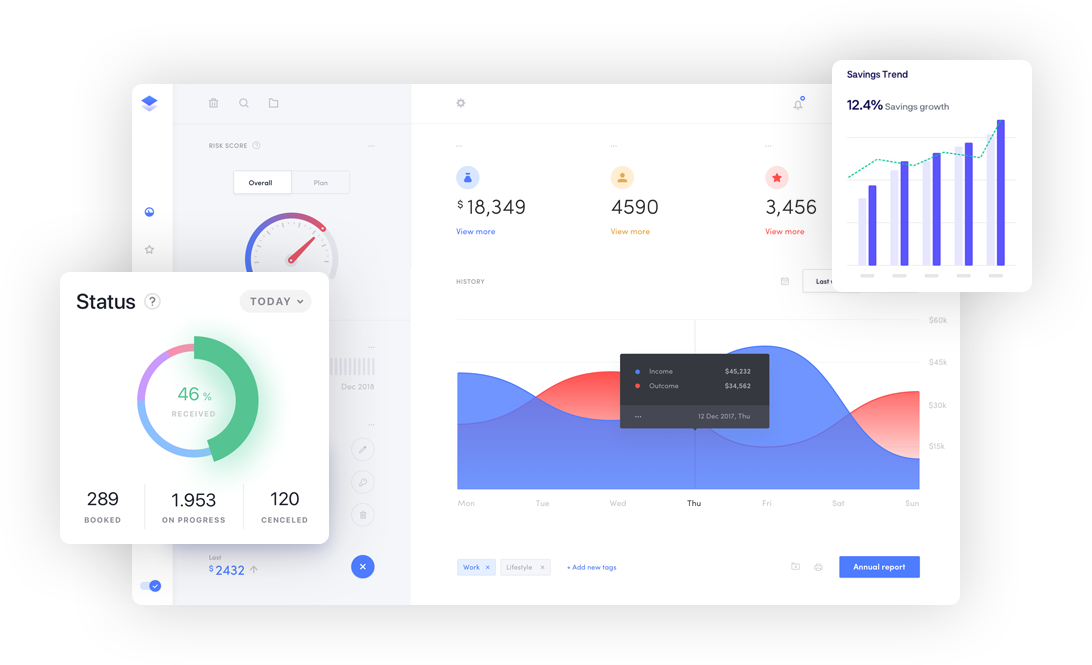 Savings Trend
12.4% Savings growth
RISK SCORE ?
Overall Plan
$18,349
View more
4590
View more
3,456
View more
HISTORY
Last
Status ?
TODAY
46 %
RECEIVED
289
BOOKED
1.953
ON PROGRESS
120
CENCELED
Dec 2018
$60k
$45k
$30k
$15k
Income $45,232
Outcome $34,562
12 Dec 2017, Thu
Mon Tue Wed Thu Fri Sat Sun
Last
$2432
Work × Lifestyle × + Add new tags
Annual report